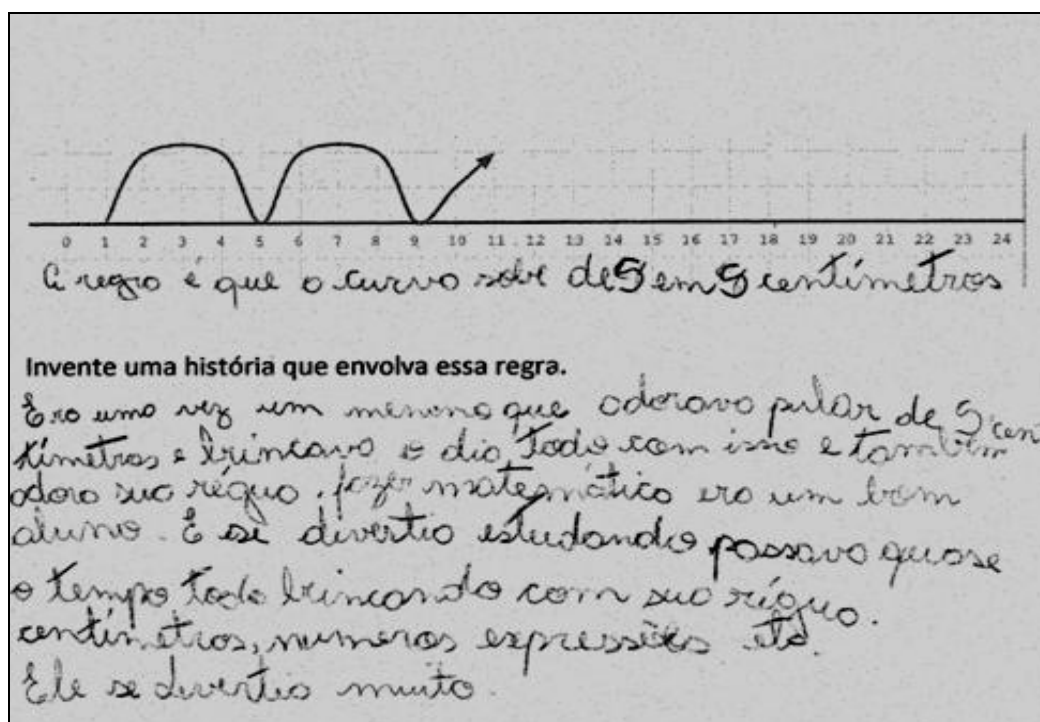 0 1 2 3 4 5 6 7 8 9 10 11 12 13 14 15 16 17 18 19 20 21 22 23 24
A regra é que a curva sobe de 5 em 5 centímetros
Invente uma história que envolva essa regra.
Era uma vez um menino que adorava pular de 5 cen
tímetros e brincava o dia todo com isso e também
adora sua régua. fazer matemática era um bom
aluno. E se divertia estudando passava quase
o tempo todo brincando com sua régua.
centímetros, numeros expressões etc.
Ele se divertia muito.